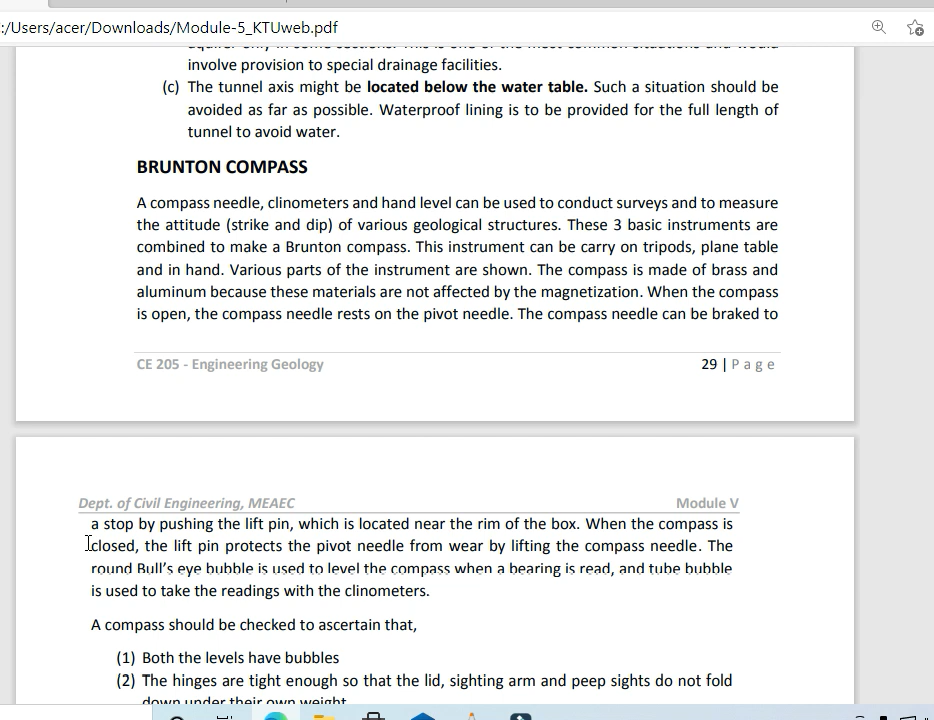 :/Users/acer/Downloads/Module-5_KTUweb.pdf
involve provision to special drainage facilities.
(c) The tunnel axis might be located below the water table. Such a situation should be
avoided as far as possible. Waterproof lining is to be provided for the full length of
tunnel to avoid water.
BRUNTON COMPASS
A compass needle, clinometers and hand level can be used to conduct surveys and to measure
the attitude (strike and dip) of various geological structures. These 3 basic instruments are
combined to make a Brunton compass. This instrument can be carry on tripods, plane table
and in hand. Various parts of the instrument are shown. The compass is made of brass and
aluminum because these materials are not affected by the magnetization. When the compass
is open, the compass needle rests on the pivot needle. The compass needle can be braked to
CE 205 - Engineering Geology 29 | P a g e
Dept. of Civil Engineering, MEAEC Module V
a stop by pushing the lift pin, which is located near the rim of the box. When the compass is
closed, the lift pin protects the pivot needle from wear by lifting the compass needle. The
round Bull’s eye bubble is used to level the compass when a bearing is read, and tube bubble
is used to take the readings with the clinometers.
A compass should be checked to ascertain that,
(1) Both the levels have bubbles
(2) The hinges are tight enough so that the lid, sighting arm and peep sights do not fold
down under their own weight